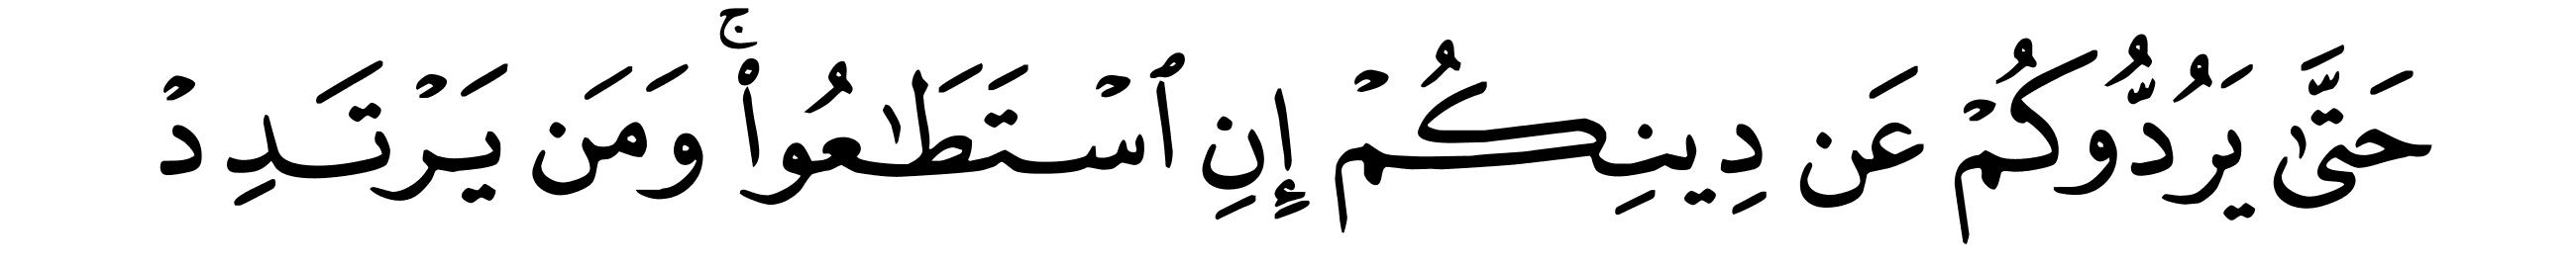 حَتَّىٰ يَرُدُّوكُمۡ عَن دِينِكُمۡ إِنِ ٱسۡتَطَٰعُواْۚ وَمَن يَرۡتَدِدۡ